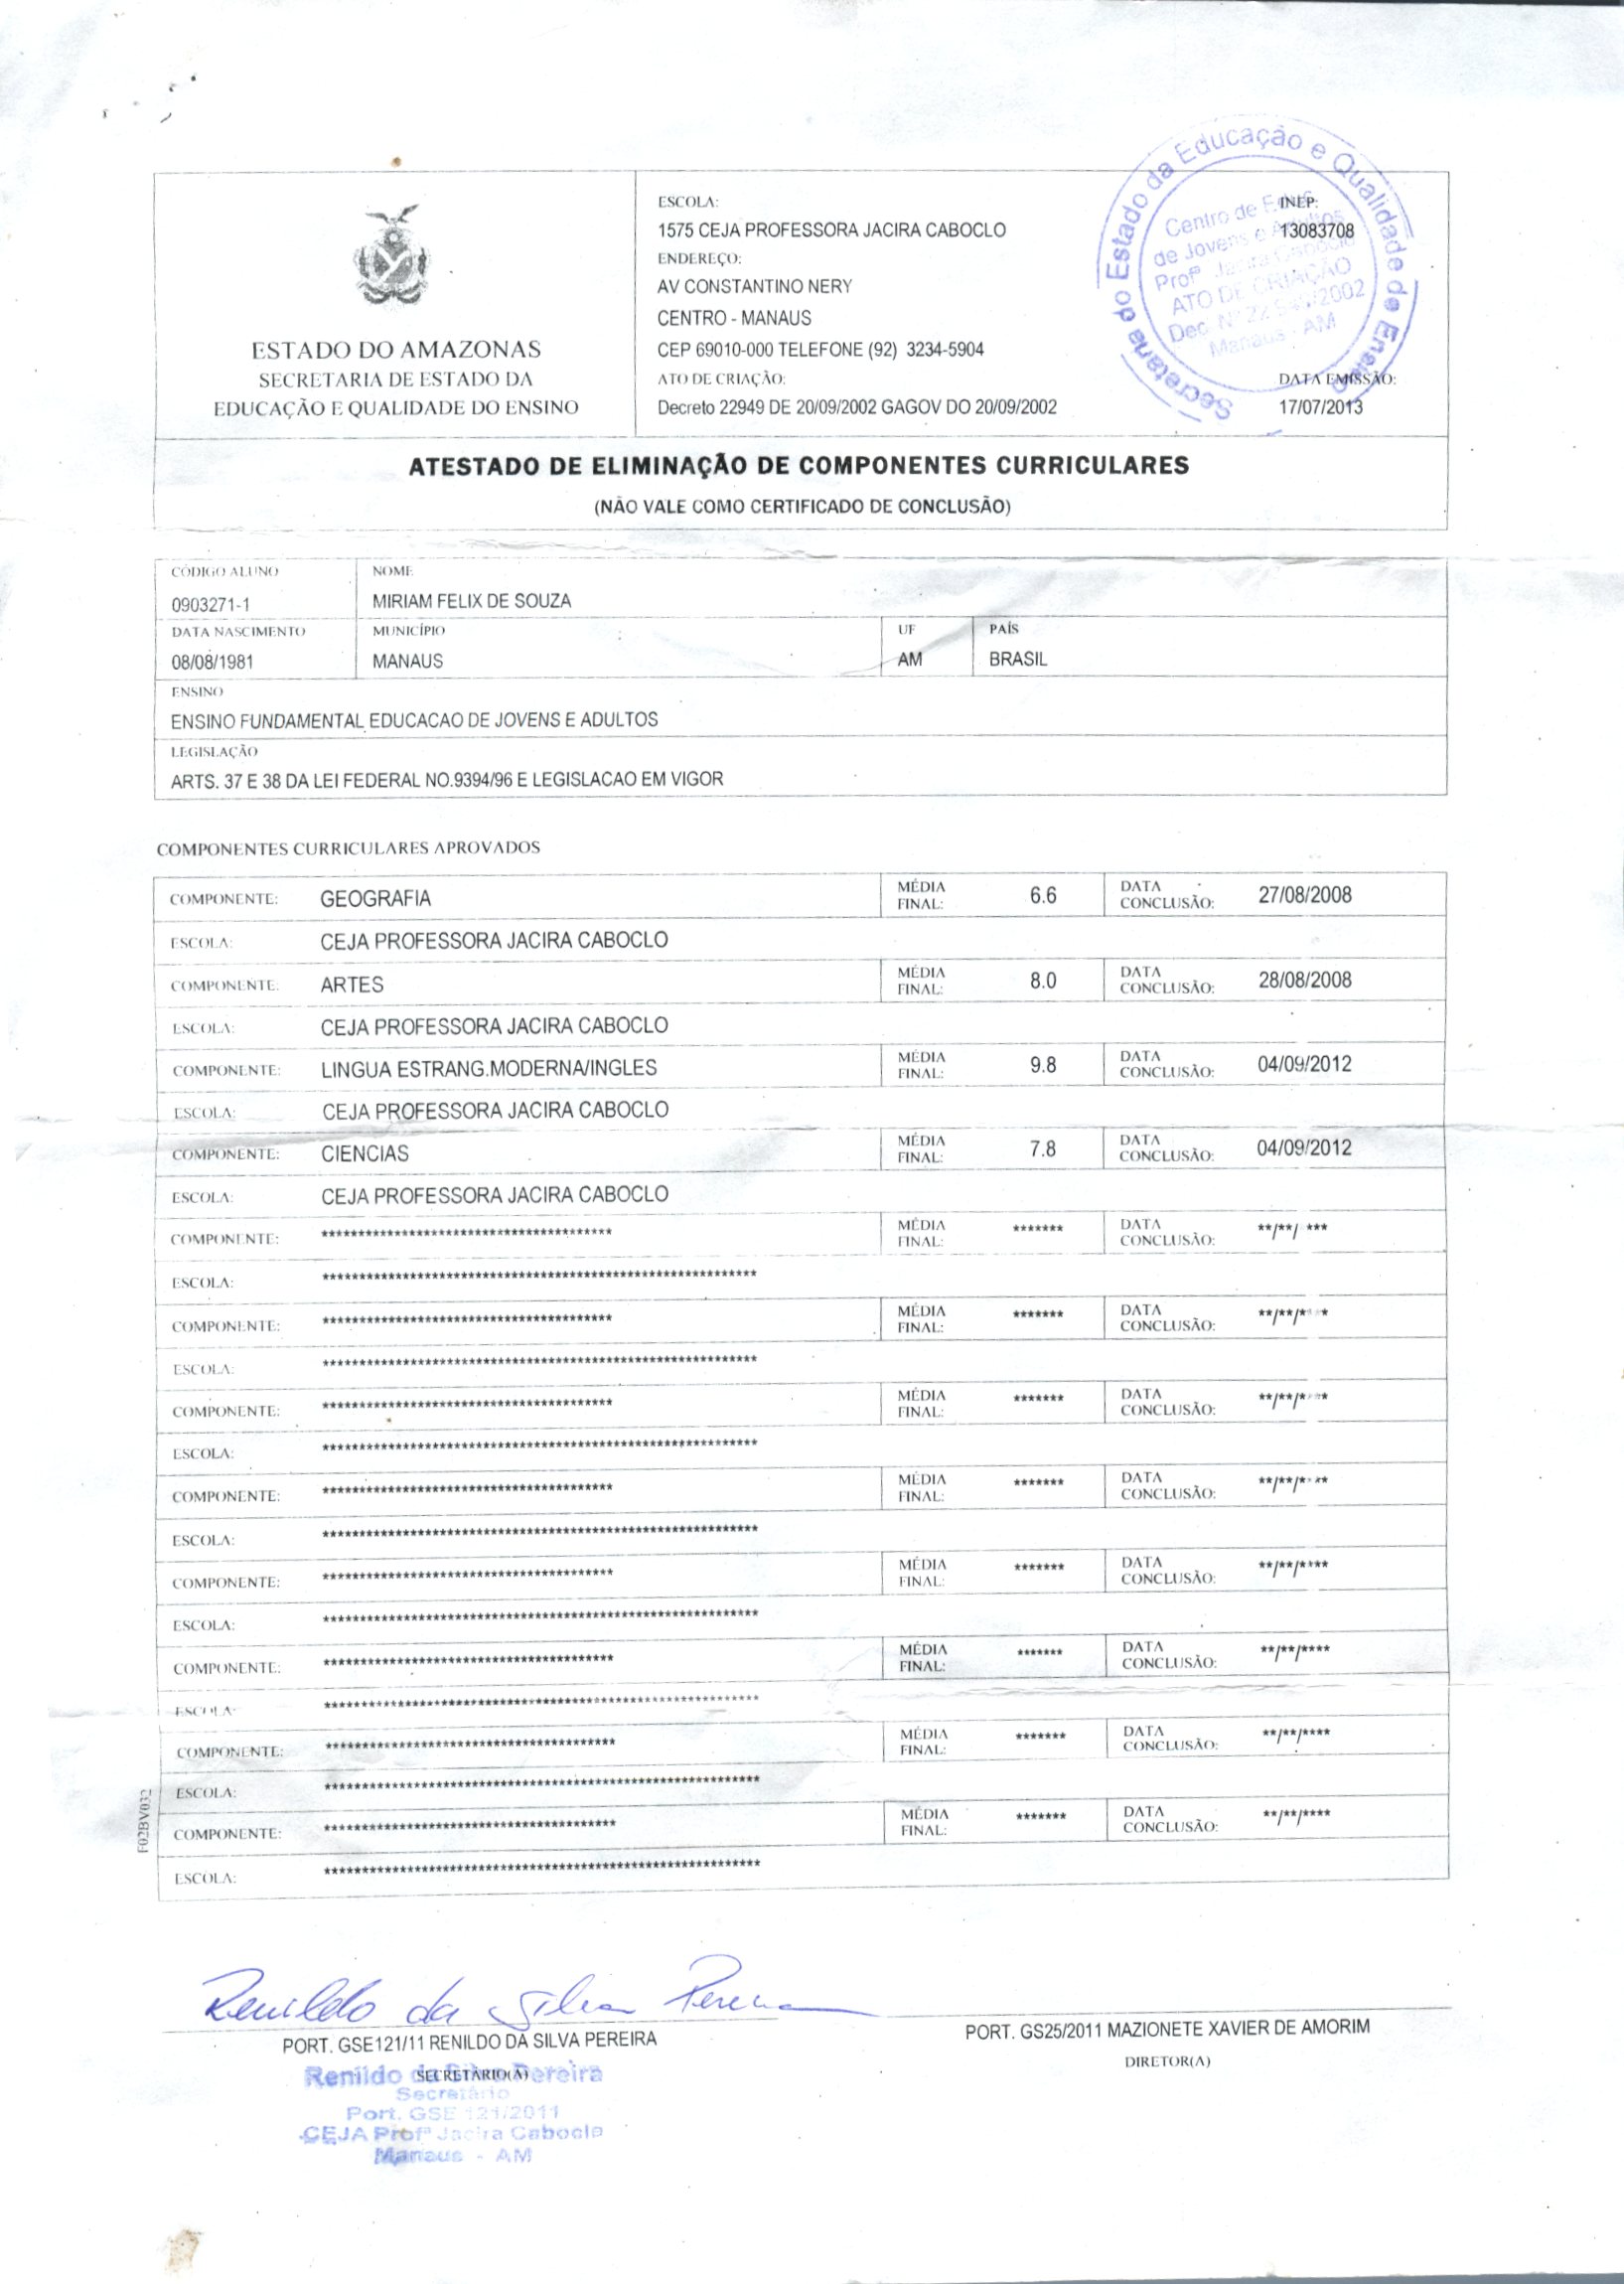 ESTADO DO AMAZONAS
SECRETARIA DE ESTADO DA
EDUCAÇÃO E QUALIDADE DO ENSINO
ESCOLA:
1575 CEJA PROFESSORA JACIRA CABOCLO
ENDEREÇO:
AV CONSTANTINO NERY
CENTRO - MANAUS
CEP 69010-000 TELEFONE (92) 3234-5904
ATO DE CRIAÇÃO:
Decreto 22949 DE 20/09/2002 GAGOV DO 20/09/2002
INEP:
13083708
DATA EMISSÃO:
17/07/2013
Secretaria do Estado da Educação e Qualidade de Ensino
Centro de Educ
de Jovens e Adultos
Profª Jacira Caboclo
ATO DE CRIAÇÃO
Manaus - AM
ATESTADO DE ELIMINAÇÃO DE COMPONENTES CURRICULARES
(NÃO VALE COMO CERTIFICADO DE CONCLUSÃO)
CÓDIGO ALUNO NOME
0903271-1 MIRIAM FELIX DE SOUZA
DATA NASCIMENTO MUNICÍPIO UF PAÍS
08/08/1981 MANAUS AM BRASIL
ENSINO
ENSINO FUNDAMENTAL EDUCACAO DE JOVENS E ADULTOS
LEGISLAÇÃO
ARTS. 37 E 38 DA LEI FEDERAL NO.9394/96 E LEGISLACAO EM VIGOR
COMPONENTES CURRICULARES APROVADOS
COMPONENTE: GEOGRAFIA MÉDIA FINAL: 6.6 DATA CONCLUSÃO: 27/08/2008
ESCOLA: CEJA PROFESSORA JACIRA CABOCLO
COMPONENTE: ARTES MÉDIA FINAL: 8.0 DATA CONCLUSÃO: 28/08/2008
ESCOLA: CEJA PROFESSORA JACIRA CABOCLO
COMPONENTE: LINGUA ESTRANG.MODERNA/INGLES MÉDIA FINAL: 9.8 DATA CONCLUSÃO: 04/09/2012
ESCOLA: CEJA PROFESSORA JACIRA CABOCLO
COMPONENTE: CIENCIAS MÉDIA FINAL: 7.8 DATA CONCLUSÃO: 04/09/2012
ESCOLA: CEJA PROFESSORA JACIRA CABOCLO
COMPONENTE: *************************************** MÉDIA FINAL: ******* DATA CONCLUSÃO: **/**/ ***
ESCOLA: **********************************************************
COMPONENTE: *************************************** MÉDIA FINAL: ******* DATA CONCLUSÃO: **/**/****
ESCOLA: **********************************************************
COMPONENTE: *************************************** MÉDIA FINAL: ******* DATA CONCLUSÃO: **/**/****
ESCOLA: **********************************************************
COMPONENTE: *************************************** MÉDIA FINAL: ******* DATA CONCLUSÃO: **/**/****
ESCOLA: **********************************************************
COMPONENTE: *************************************** MÉDIA FINAL: ******* DATA CONCLUSÃO: **/**/****
ESCOLA: **********************************************************
COMPONENTE: *************************************** MÉDIA FINAL: ******* DATA CONCLUSÃO: **/**/****
ESCOLA: **********************************************************
COMPONENTE: *************************************** MÉDIA FINAL: ******* DATA CONCLUSÃO: **/**/****
ESCOLA: **********************************************************
COMPONENTE: *************************************** MÉDIA FINAL: ******* DATA CONCLUSÃO: **/**/****
ESCOLA: **********************************************************
F02BV032
Renildo da Silva Pereira
PORT. GSE121/11 RENILDO DA SILVA PEREIRA
SECRETÁRIO(A)
Renildo da Silva Pereira
Secretário
Port. GSE 121/2011
CEJA Profª Jacira Caboclo
Manaus - AM
PORT. GS25/2011 MAZIONETE XAVIER DE AMORIM
DIRETOR(A)